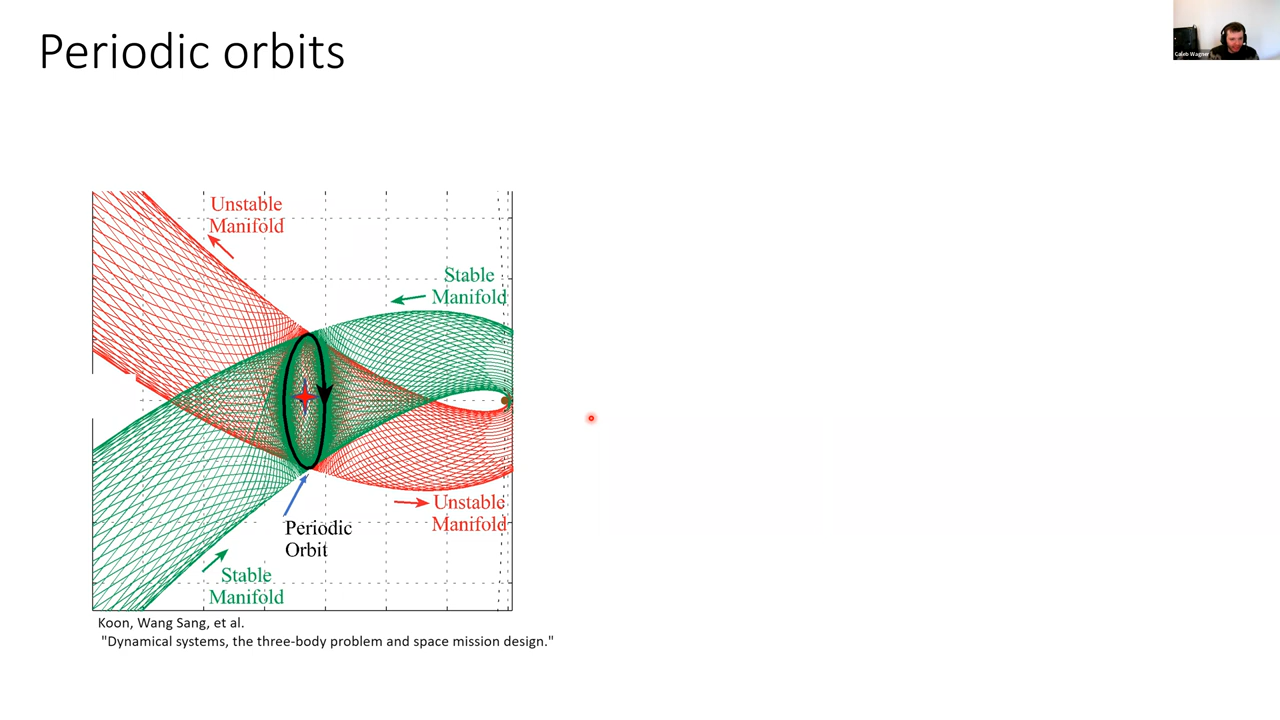 Periodic orbits
Caleb Wagner
Unstable
Manifold
Stable
Manifold
Unstable
Manifold
Periodic
Orbit
Stable
Manifold
Koon, Wang Sang, et al.
"Dynamical systems, the three-body problem and space mission design."